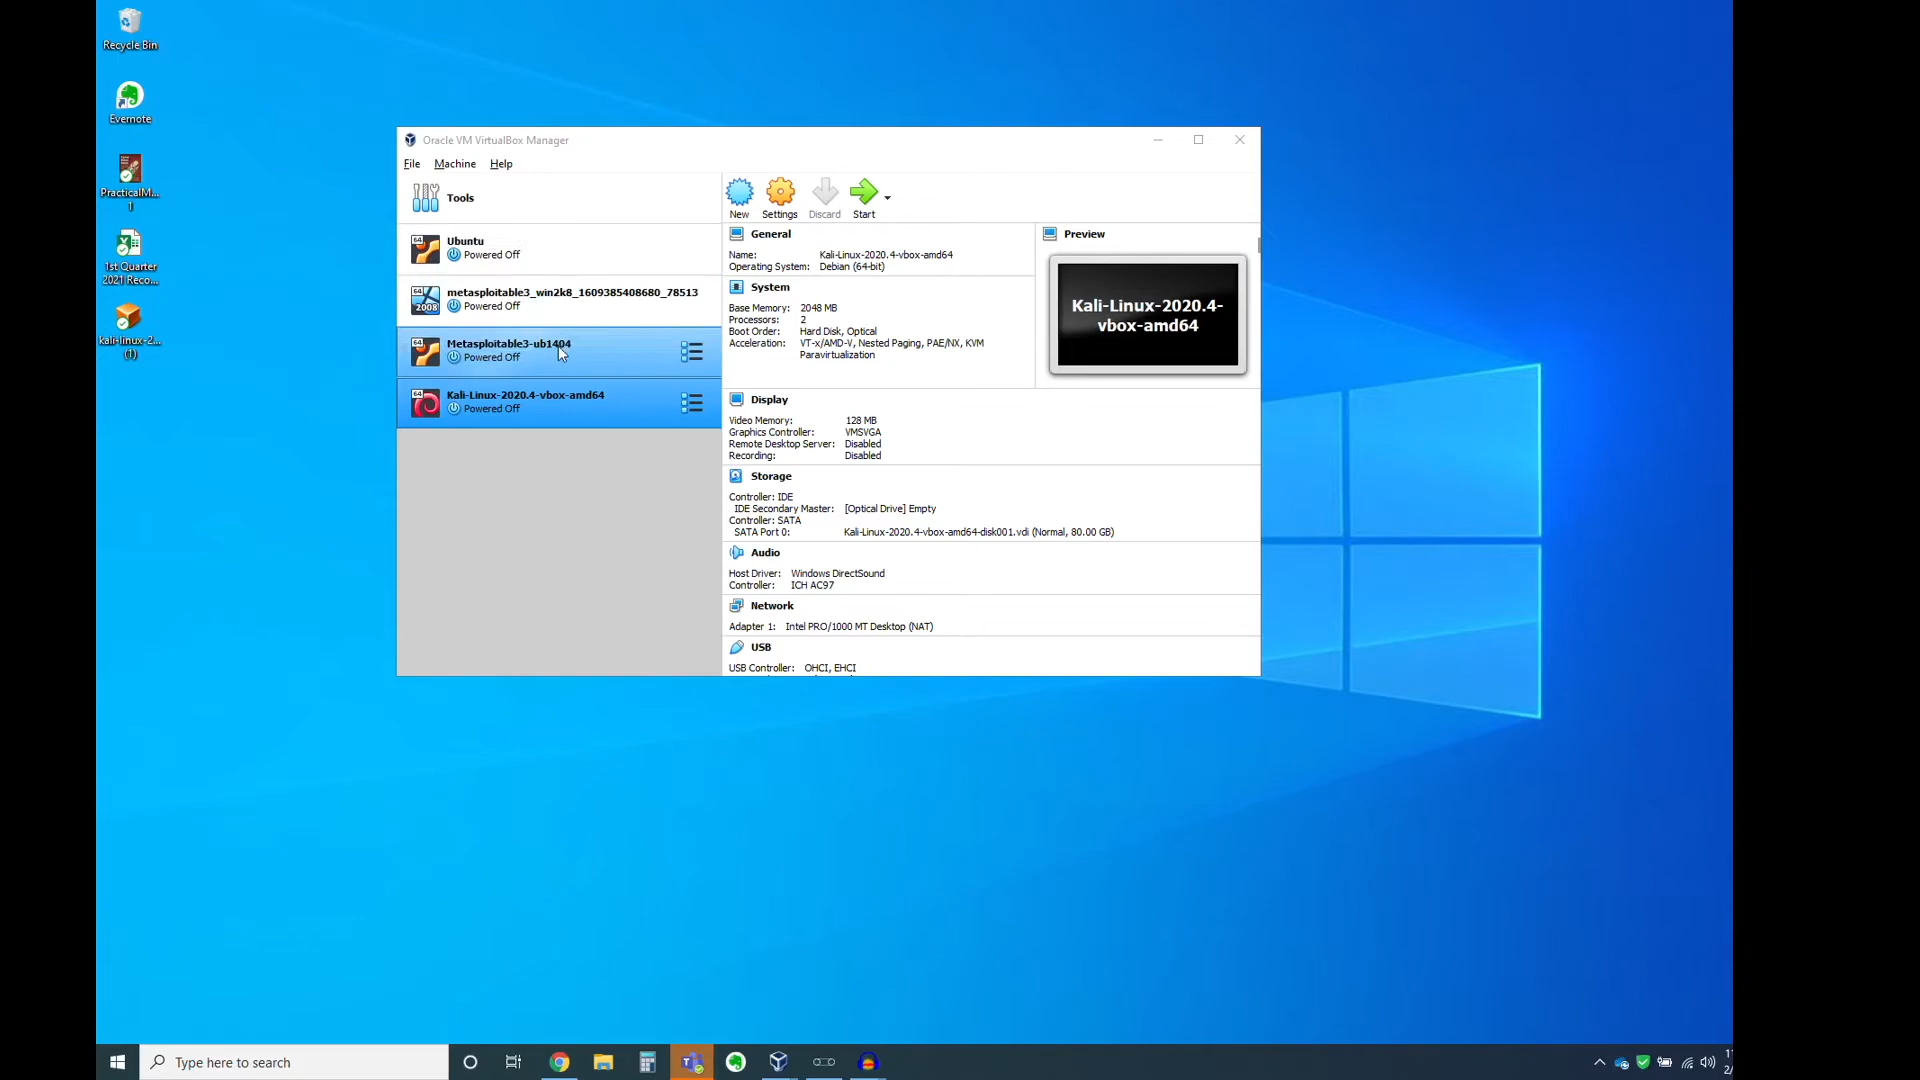 Recycle Bin
Evernote
PracticalM...
1
1st Quarter
2021 Reco...
kali-linux-2...
(1)
Oracle VM VirtualBox Manager
File Machine Help
Tools
New Settings Discard Start
64
Ubuntu
Powered Off
64
2008
metasploitable3_win2k8_1609385408680_78513
Powered Off
64
Metasploitable3-ub1404
Powered Off
64
Kali-Linux-2020.4-vbox-amd64
Powered Off
General
Name: Kali-Linux-2020.4-vbox-amd64
Operating System: Debian (64-bit)
System
Base Memory: 2048 MB
Processors: 2
Boot Order: Hard Disk, Optical
Acceleration: VT-x/AMD-V, Nested Paging, PAE/NX, KVM
Paravirtualization
Preview
Kali-Linux-2020.4-
vbox-amd64
Display
Video Memory: 128 MB
Graphics Controller: VMSVGA
Remote Desktop Server: Disabled
Recording: Disabled
Storage
Controller: IDE
IDE Secondary Master: [Optical Drive] Empty
Controller: SATA
SATA Port 0: Kali-Linux-2020.4-vbox-amd64-disk001.vdi (Normal, 80.00 GB)
Audio
Host Driver: Windows DirectSound
Controller: ICH AC97
Network
Adapter 1: Intel PRO/1000 MT Desktop (NAT)
USB
USB Controller: OHCI, EHCI
Type here to search